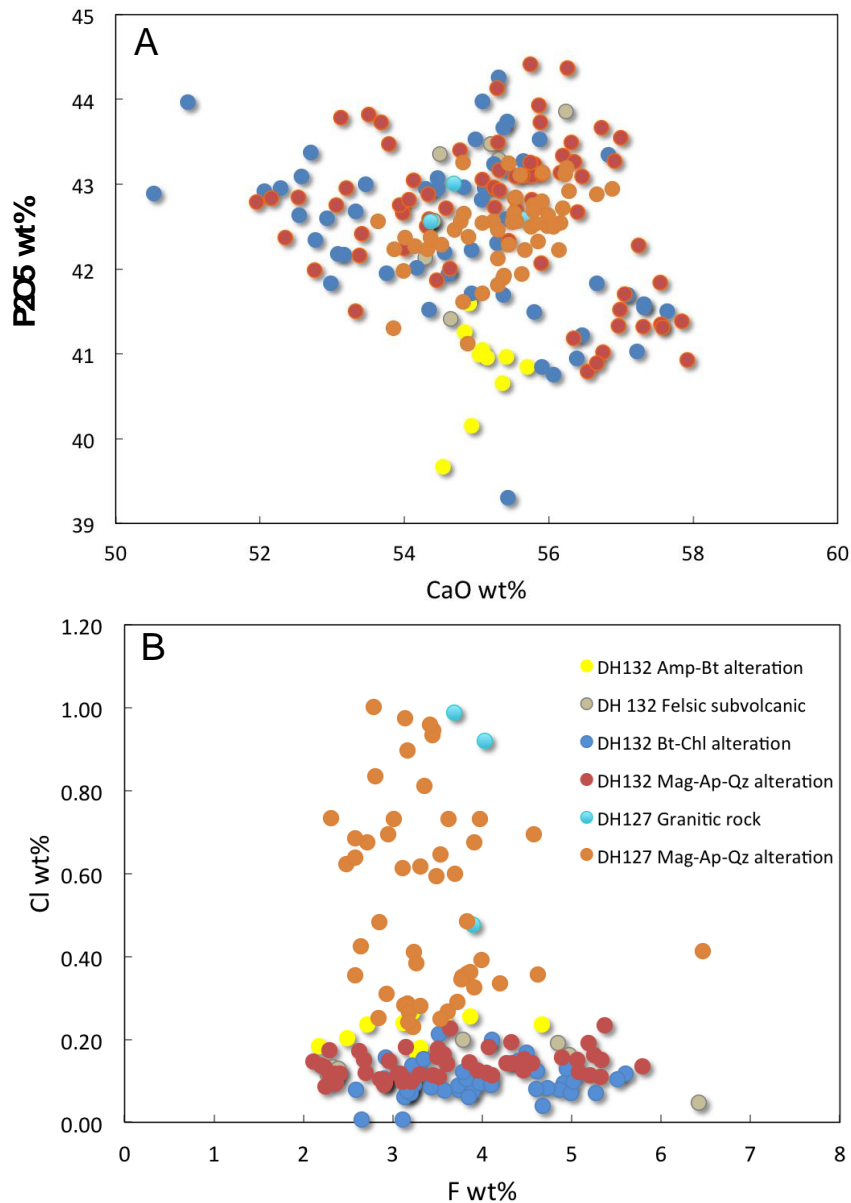 A
45
44
43
42
41
40
39
P2O5 wt%
50 52 54 56 58 60
CaO wt%
B
1.20
1.00
0.80
0.60
0.40
0.20
0.00
Cl wt%
DH132 Amp-Bt alteration
DH 132 Felsic subvolcanic
DH132 Bt-Chl alteration
DH132 Mag-Ap-Qz alteration
DH127 Granitic rock
DH127 Mag-Ap-Qz alteration
0 1 2 3 4 5 6 7 8
F wt%